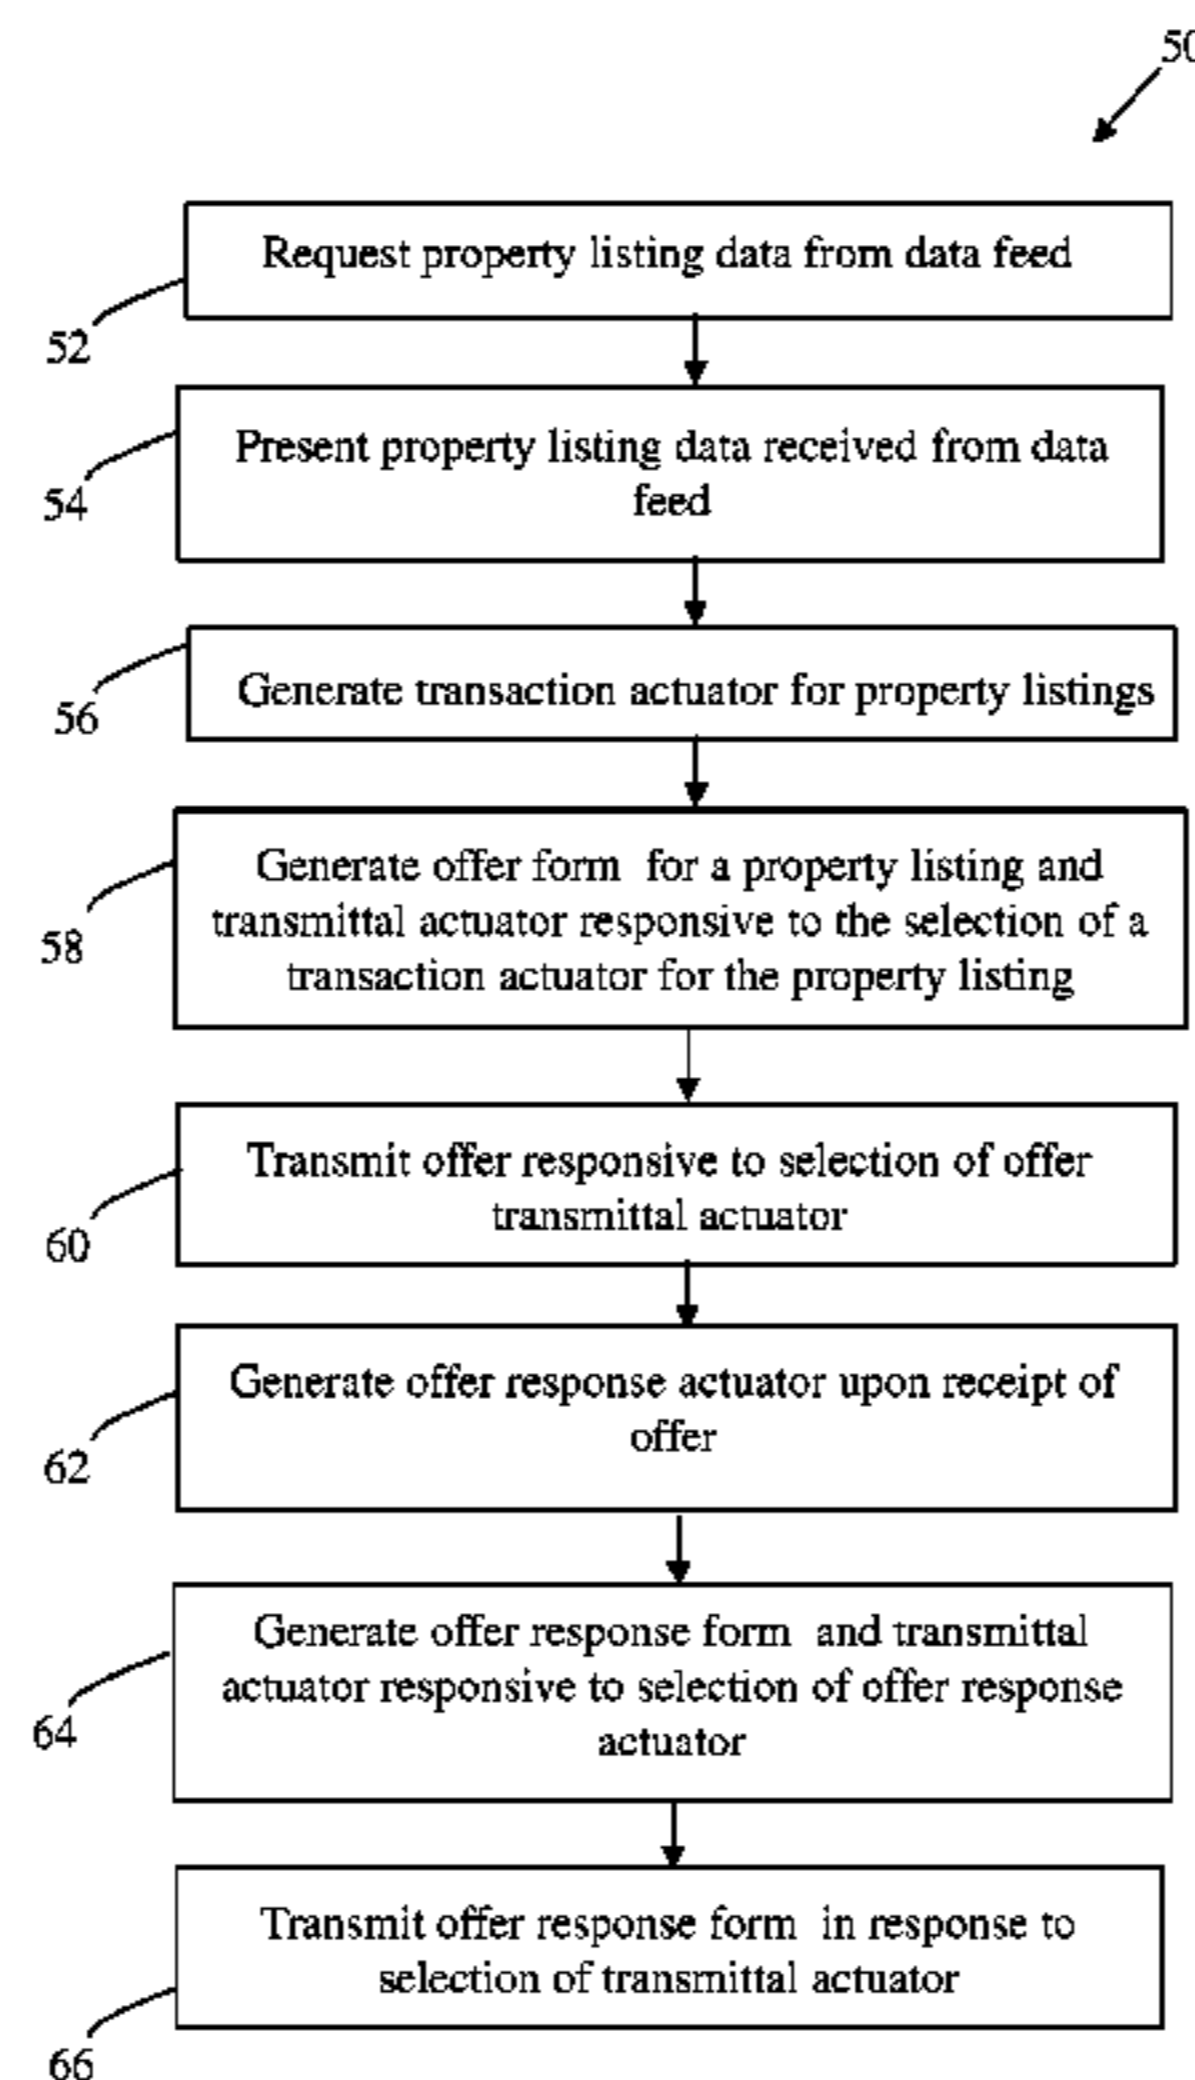 50
Request property listing data from data feed
52
Present property listing data received from data
feed
54
Generate transaction actuator for property listings
56
Generate offer form for a property listing and
transmittal actuator responsive to the selection of a
transaction actuator for the property listing
58
Transmit offer responsive to selection of offer
transmittal actuator
60
Generate offer response actuator upon receipt of
offer
62
Generate offer response form and transmittal
actuator responsive to selection of offer response
actuator
64
Transmit offer response form in response to
selection of transmittal actuator
66